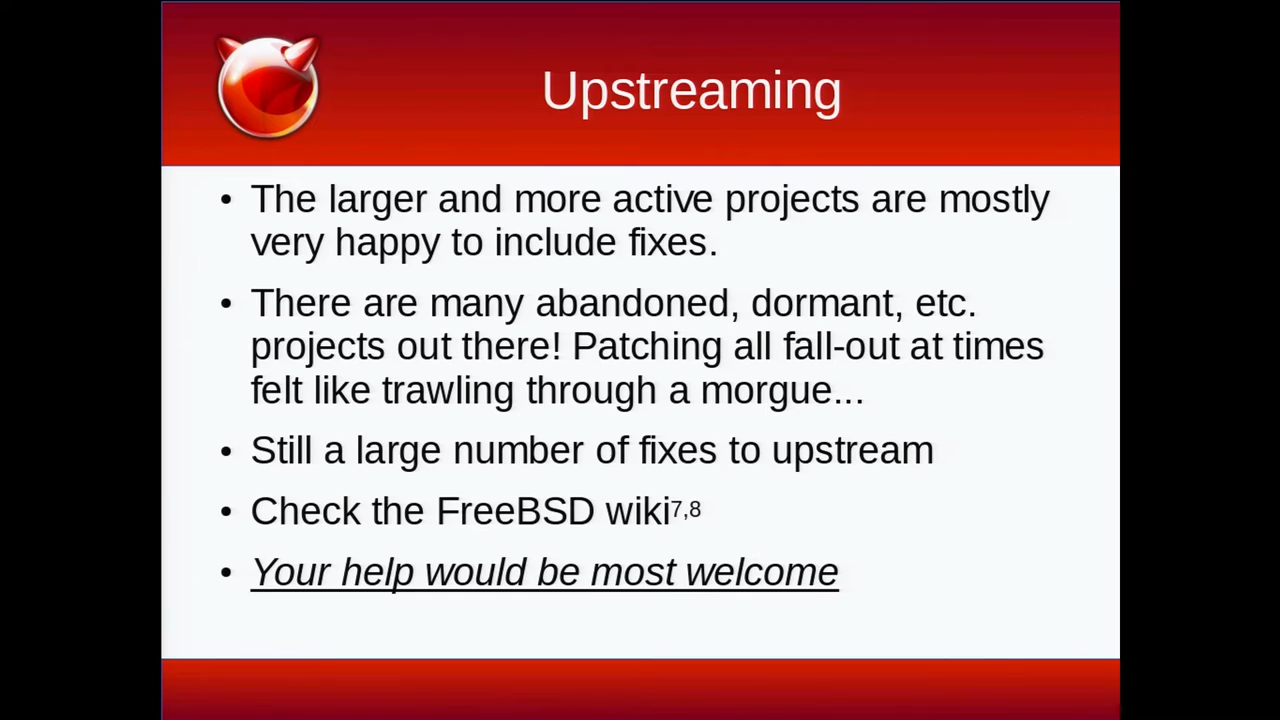 Upstreaming
• The larger and more active projects are mostly
very happy to include fixes.
• There are many abandoned, dormant, etc.
projects out there! Patching all fall-out at times
felt like trawling through a morgue...
• Still a large number of fixes to upstream
• Check the FreeBSD wiki7,8
• Your help would be most welcome